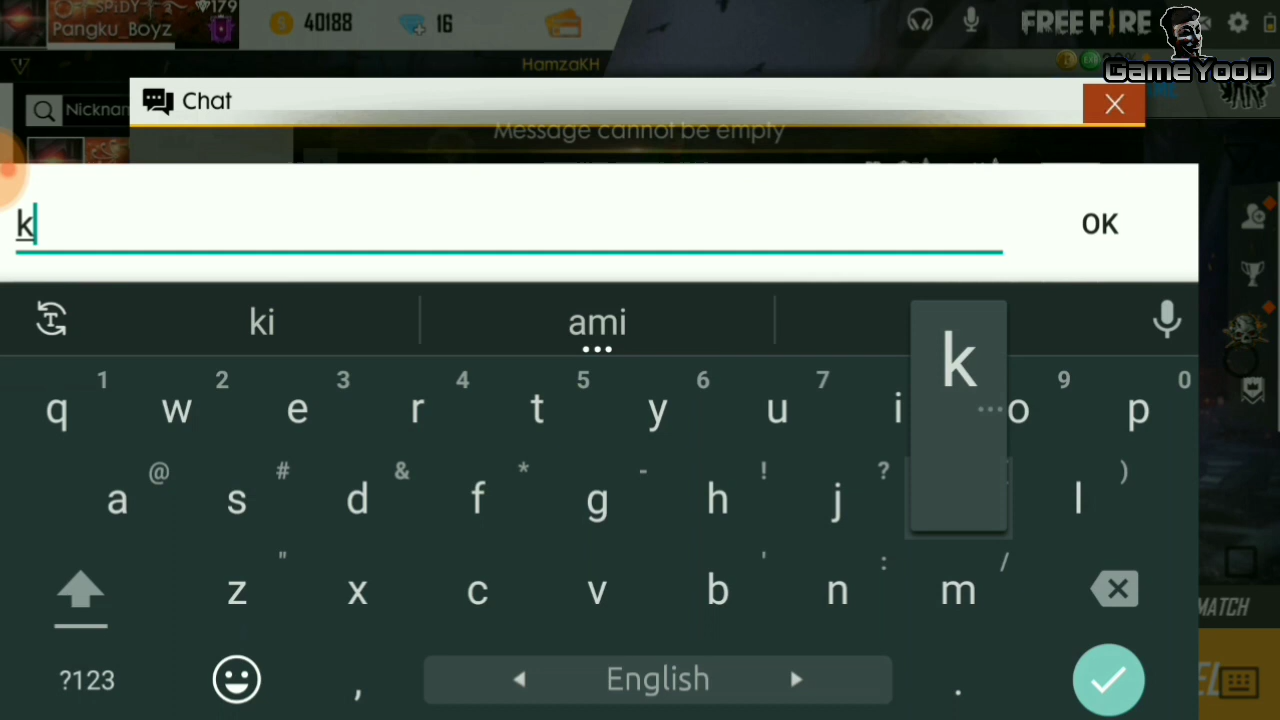 179
Pangku_Boyz
40188
16
FREE FIRE
GameYooD
HamzaKH
Nicknam
Chat
Message cannot be empty
k
OK
ki
ami
k
1 2 3 4 5 6 7 9 0
q w e r t y u i o p
@ # & * - ! ? )
a s d f g h j l
" ' : /
z x c v b n m
?123 , English .
MATCH